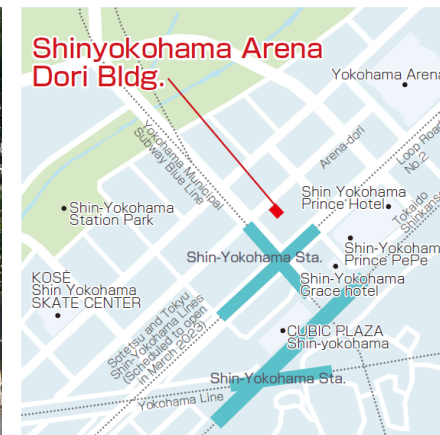 Shinyokohama Arena
Dori Bldg.
Yokohama Arena
Yokohama Municipal
Subway Blue Line
Arena-dori
Loop Road
No.2
Shin Yokohama
Prince Hotel
Tokaido
Shinkansen
Shin-Yokohama
Station Park
Shin-Yokohama
Prince PePe
Shin-Yokohama Sta.
Shin-Yokohama
Grace hotel
KOSÉ
Shin Yokohama
SKATE CENTER
Sotetsu and Tokyu
Shin-Yokohama Lines
(Scheduled to open
in March 2023)
CUBIC PLAZA
Shin-yokohama
Shin-Yokohama Sta.
Yokohama Line